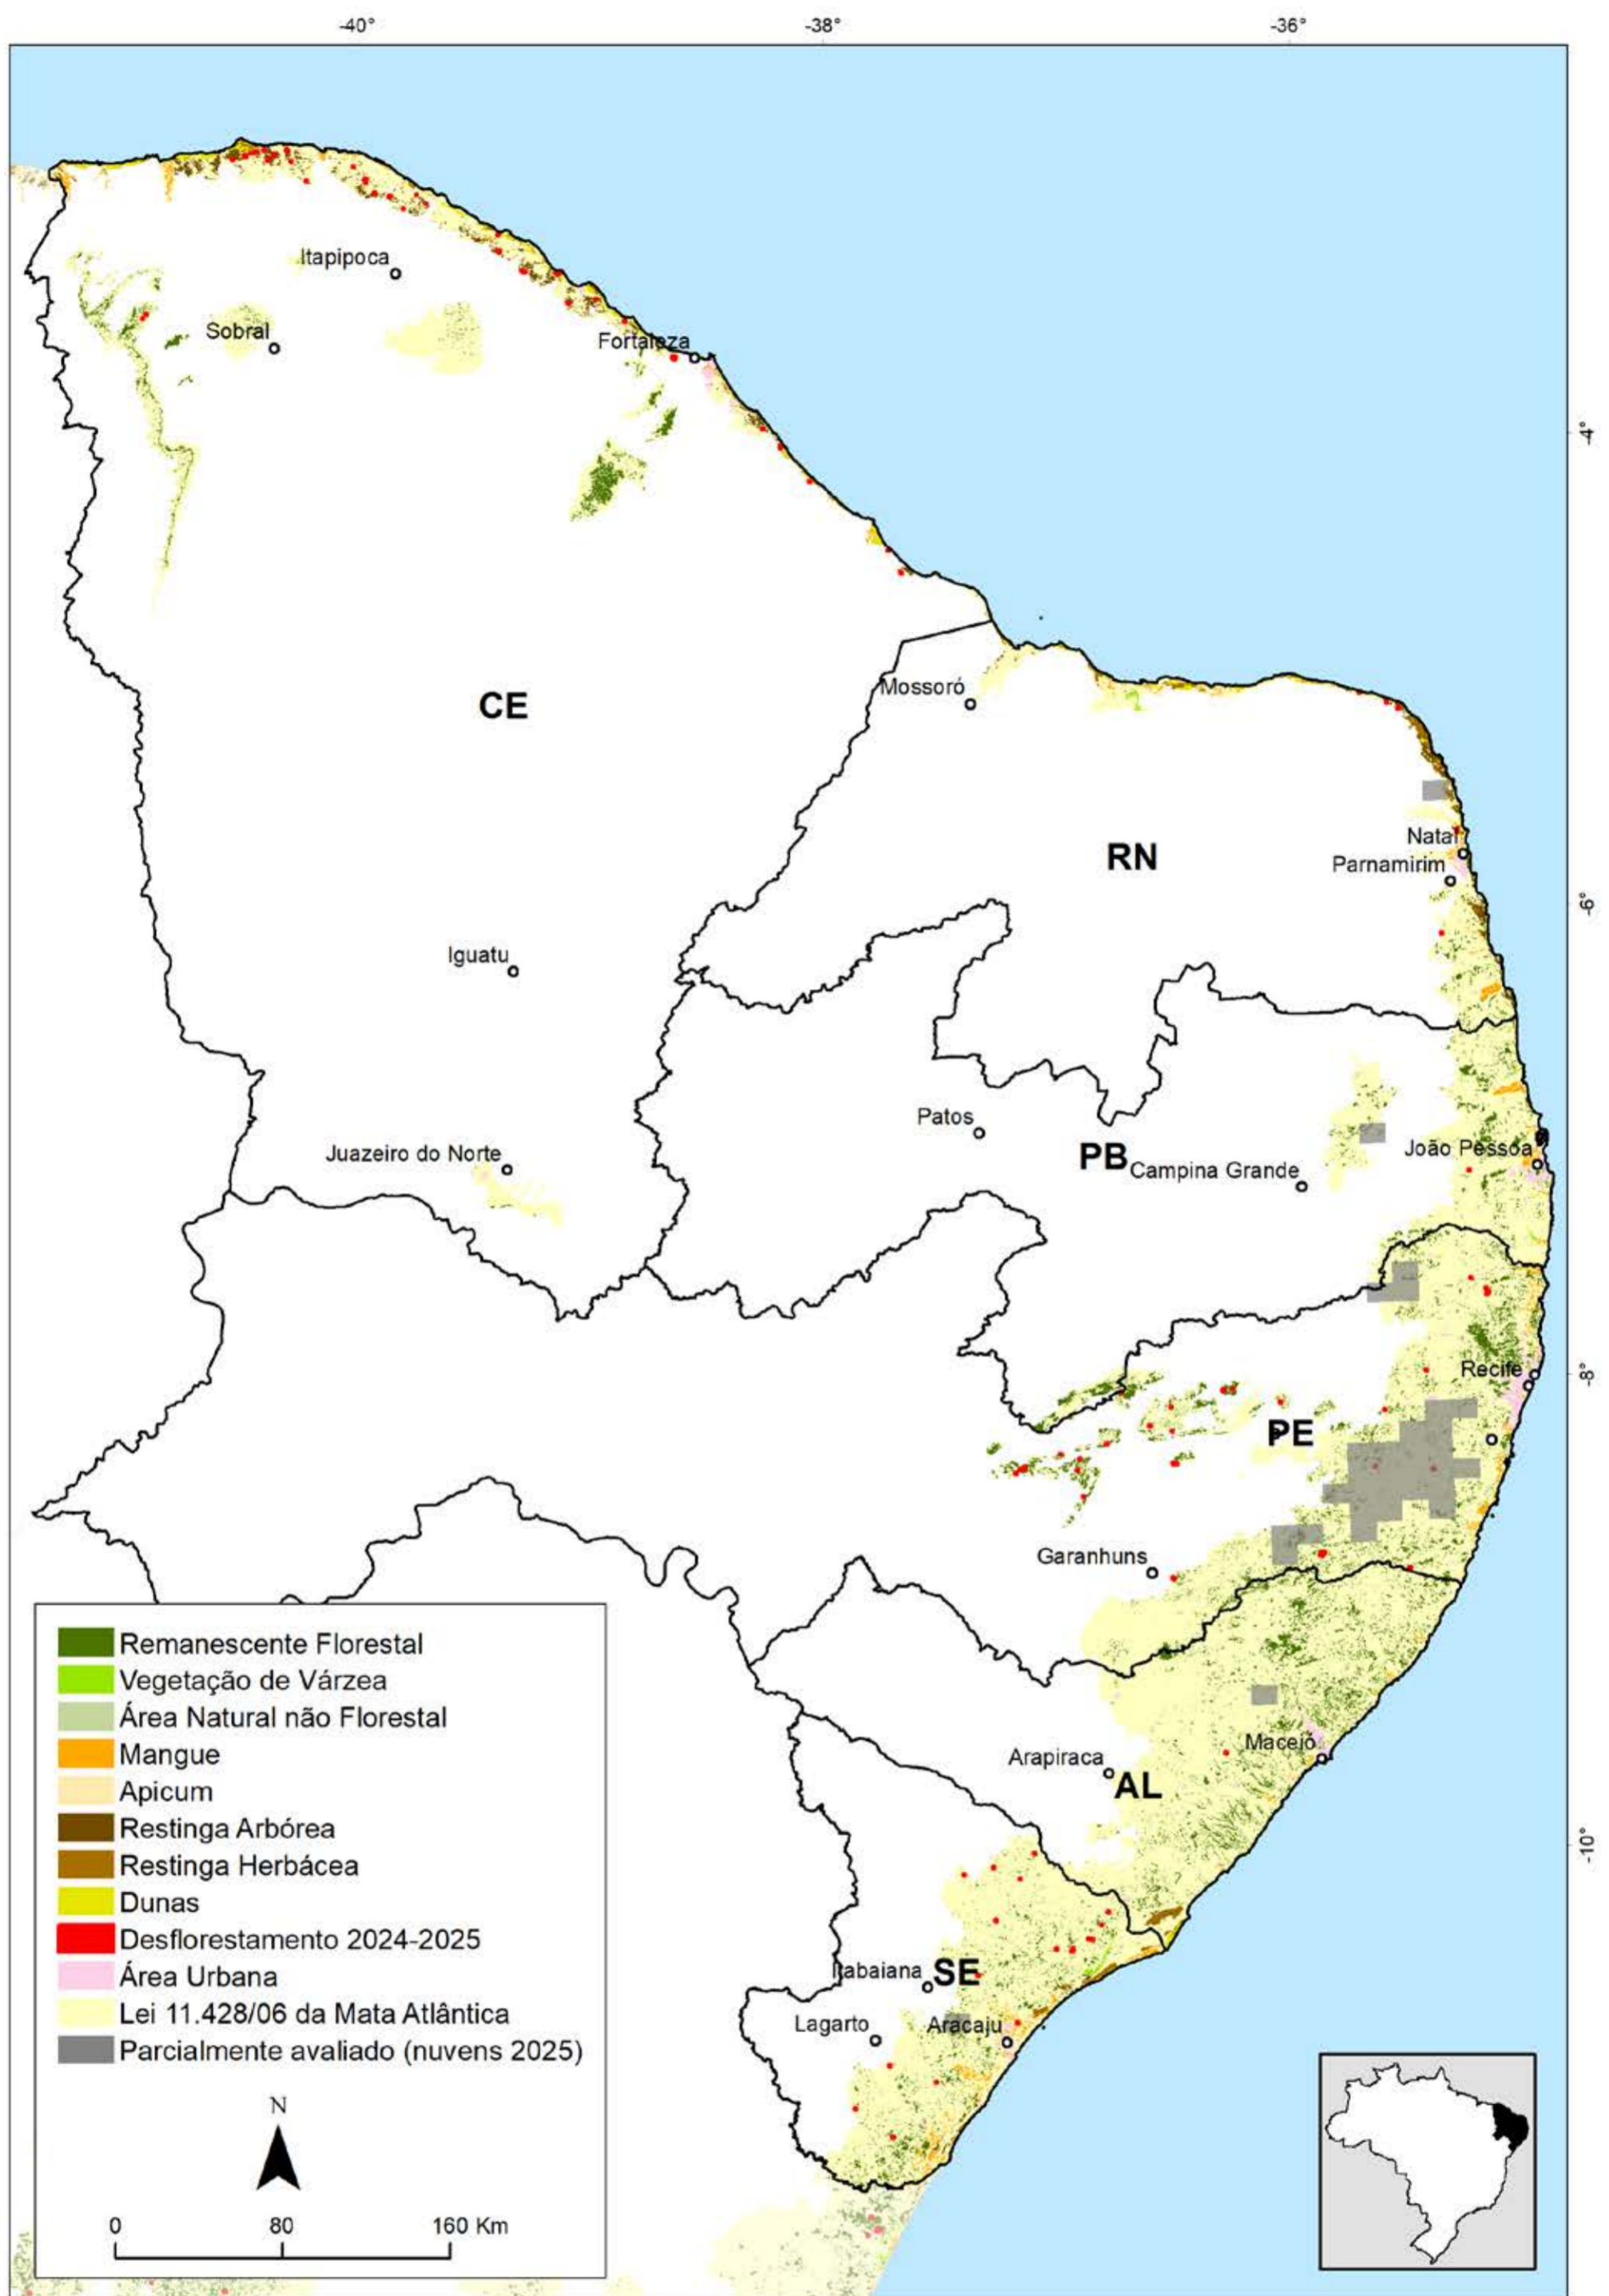 -40°
-38°
-36°
Itapipoca
Sobral
Fortaleza
-4°
CE
Mossoró
RN
Natal
Parnamirim
-6°
Iguatu
Patos
PB
João Pessoa
Juazeiro do Norte
Campina Grande
Recife
-8°
PE
Garanhuns
Maceió
Arapiraca
AL
-10°
Itabaiana
SE
Lagarto
Aracaju
Remanescente Florestal
Vegetação de Várzea
Área Natural não Florestal
Mangue
Apicum
Restinga Arbórea
Restinga Herbácea
Dunas
Desflorestamento 2024-2025
Área Urbana
Lei 11.428/06 da Mata Atlântica
Parcialmente avaliado (nuvens 2025)
N
0 80 160 Km